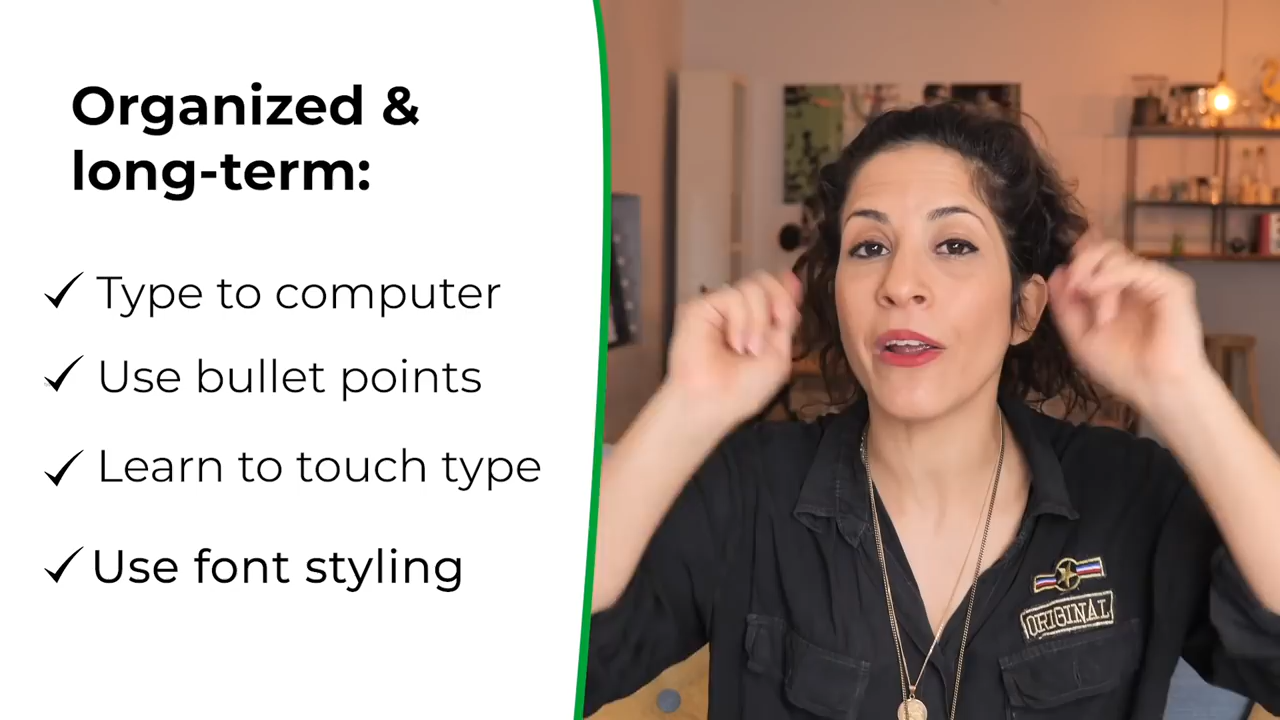 Organized &
long-term:
Type to computer
Use bullet points
Learn to touch type
Use font styling
ORIGINAL